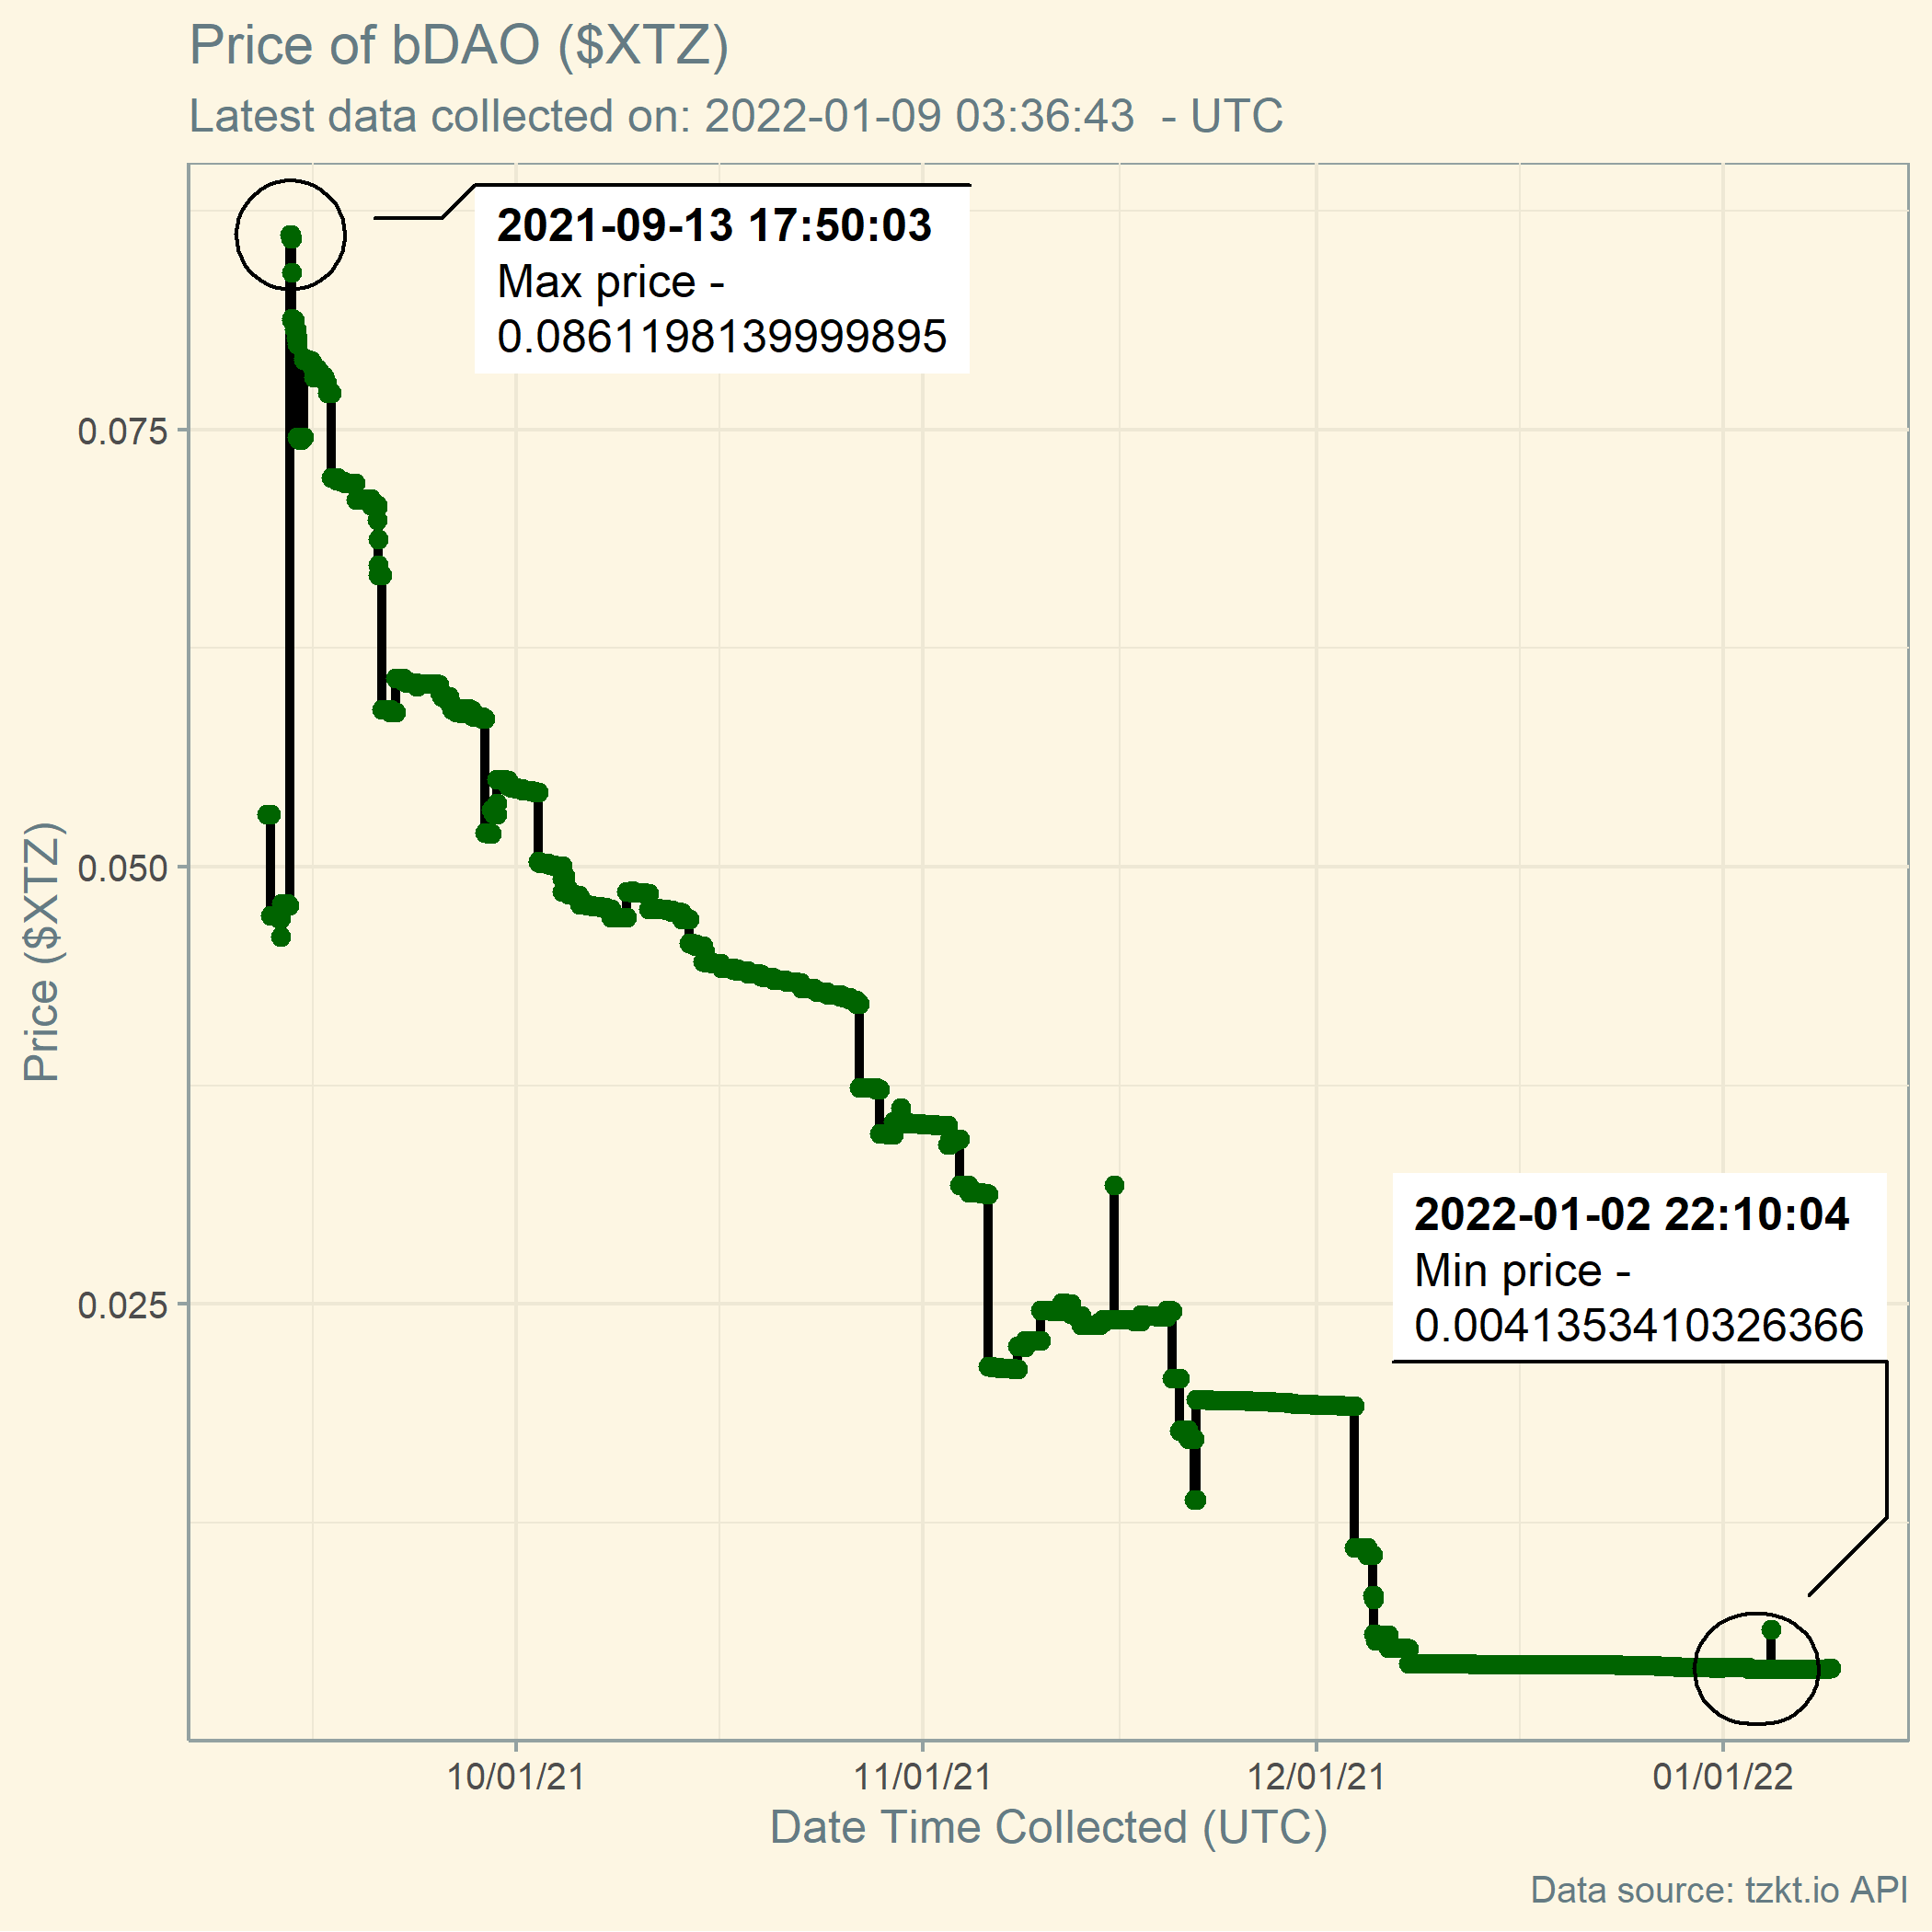 Price of bDAO ($XTZ)
Latest data collected on: 2022-01-09 03:36:43  - UTC
2021-09-13 17:50:03
Max price -
0.0861198139999895
0.075
0.050
0.025
Price ($XTZ)
2022-01-02 22:10:04
Min price -
0.0041353410326366
10/01/21
11/01/21
12/01/21
01/01/22
Date Time Collected (UTC)
Data source: tzkt.io API